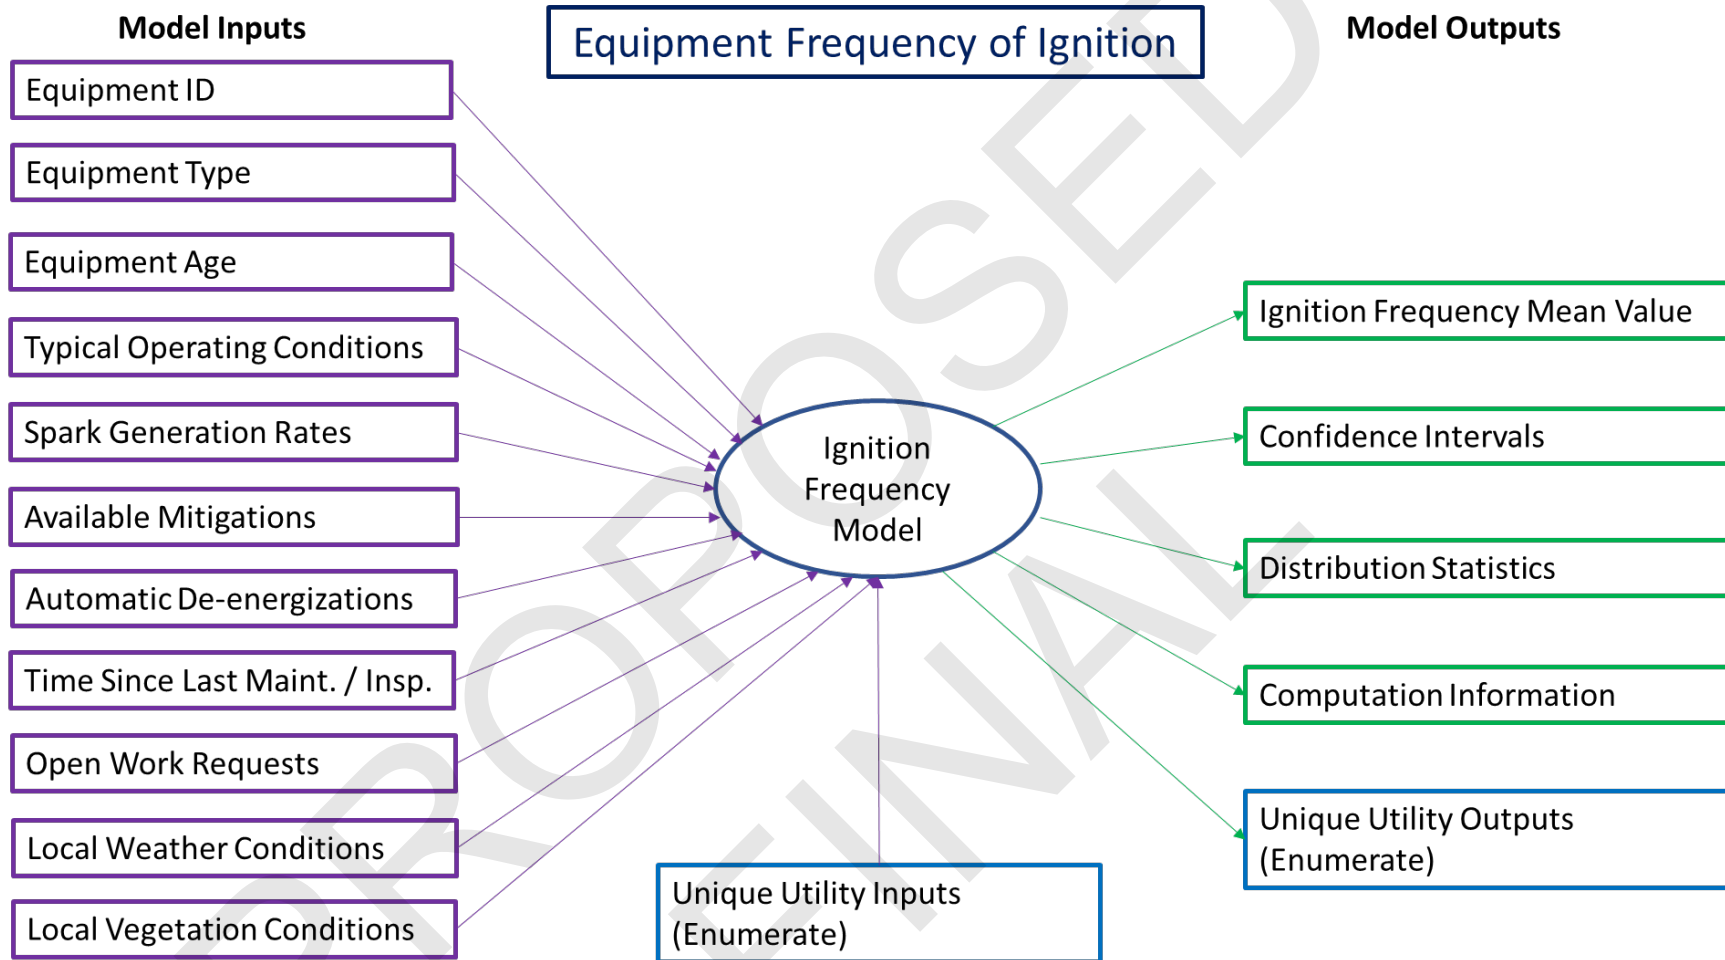 Model Inputs
Equipment Frequency of Ignition
Model Outputs
Equipment ID
Equipment Type
Equipment Age
Typical Operating Conditions
Spark Generation Rates
Available Mitigations
Automatic De-energizations
Time Since Last Maint. / Insp.
Open Work Requests
Local Weather Conditions
Local Vegetation Conditions
Ignition
Frequency
Model
Unique Utility Inputs
(Enumerate)
Ignition Frequency Mean Value
Confidence Intervals
Distribution Statistics
Computation Information
Unique Utility Outputs
(Enumerate)
PROPOSED
FINAL